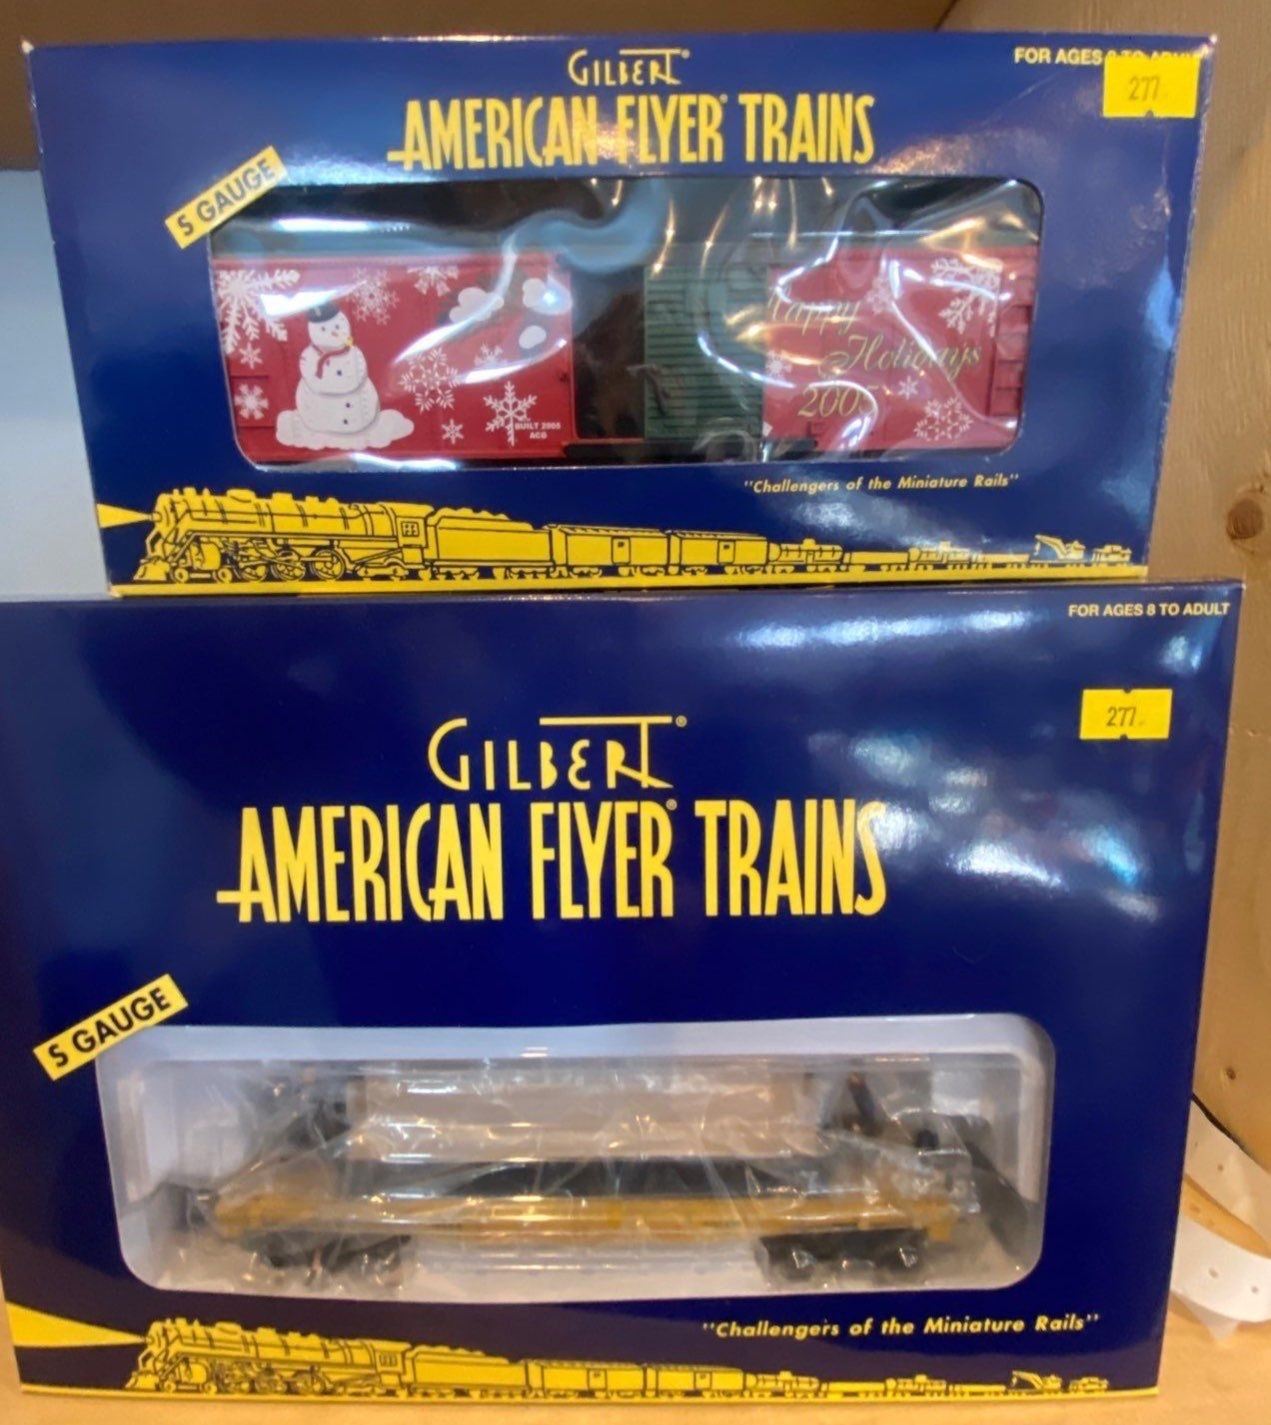 GILBERT®
AMERICAN FLYER® TRAINS
FOR AGES 8 TO ADULT
277.
S GAUGE
Happy
Holidays
2005
BUILT 2005
ACG
"Challengers of the Miniature Rails"
FOR AGES 8 TO ADULT
277.
GILBERT®
AMERICAN FLYER® TRAINS
S GAUGE
"Challengers of the Miniature Rails"